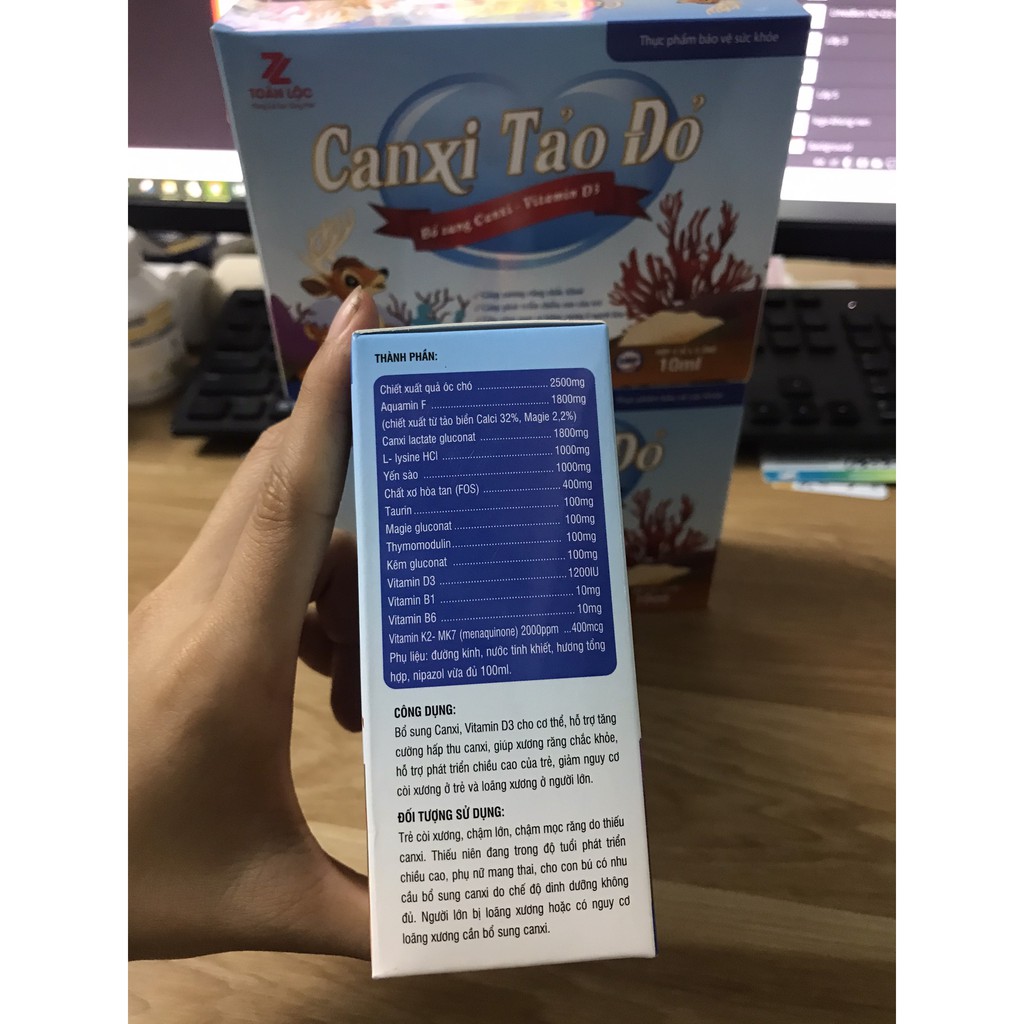 Thực phẩm bảo vệ sức khỏe
TOÀN LỘC
Canxi Tảo Đỏ
Bổ sung Canxi - Vitamin D3
10ml
THÀNH PHẦN:
Chiết xuất quả óc chó ........................ 2500mg
Aquamin F ........................................ 1800mg
(chiết xuất từ tảo biển Calci 32%, Magie 2,2%)
Canxi lactate gluconat ........................ 1800mg
L- lysine HCl ..................................... 1000mg
Yến sào ............................................ 1000mg
Chất xơ hòa tan (FOS) ........................ 400mg
Taurin ............................................... 100mg
Magie gluconat ................................... 100mg
Thymomodulin ................................... 100mg
Kẽm gluconat .................................... 100mg
Vitamin D3 ........................................ 1200IU
Vitamin B1 ........................................ 10mg
Vitamin B6 ........................................ 10mg
Vitamin K2- MK7 (menaquinone) 2000ppm ...400mcg
Phụ liệu: đường kính, nước tinh khiết, hương tổng
hợp, nipazol vừa đủ 100ml.
CÔNG DỤNG:
Bổ sung Canxi, Vitamin D3 cho cơ thể, hỗ trợ tăng
cường hấp thu canxi, giúp xương răng chắc khỏe,
hỗ trợ phát triển chiều cao của trẻ, giảm nguy cơ
còi xương ở trẻ và loãng xương ở người lớn.
ĐỐI TƯỢNG SỬ DỤNG:
Trẻ còi xương, chậm lớn, chậm mọc răng do thiếu
canxi. Thiếu niên đang trong độ tuổi phát triển
chiều cao, phụ nữ mang thai, cho con bú có nhu
cầu bổ sung canxi do chế độ dinh dưỡng không
đủ. Người lớn bị loãng xương hoặc có nguy cơ
loãng xương cần bổ sung canxi.